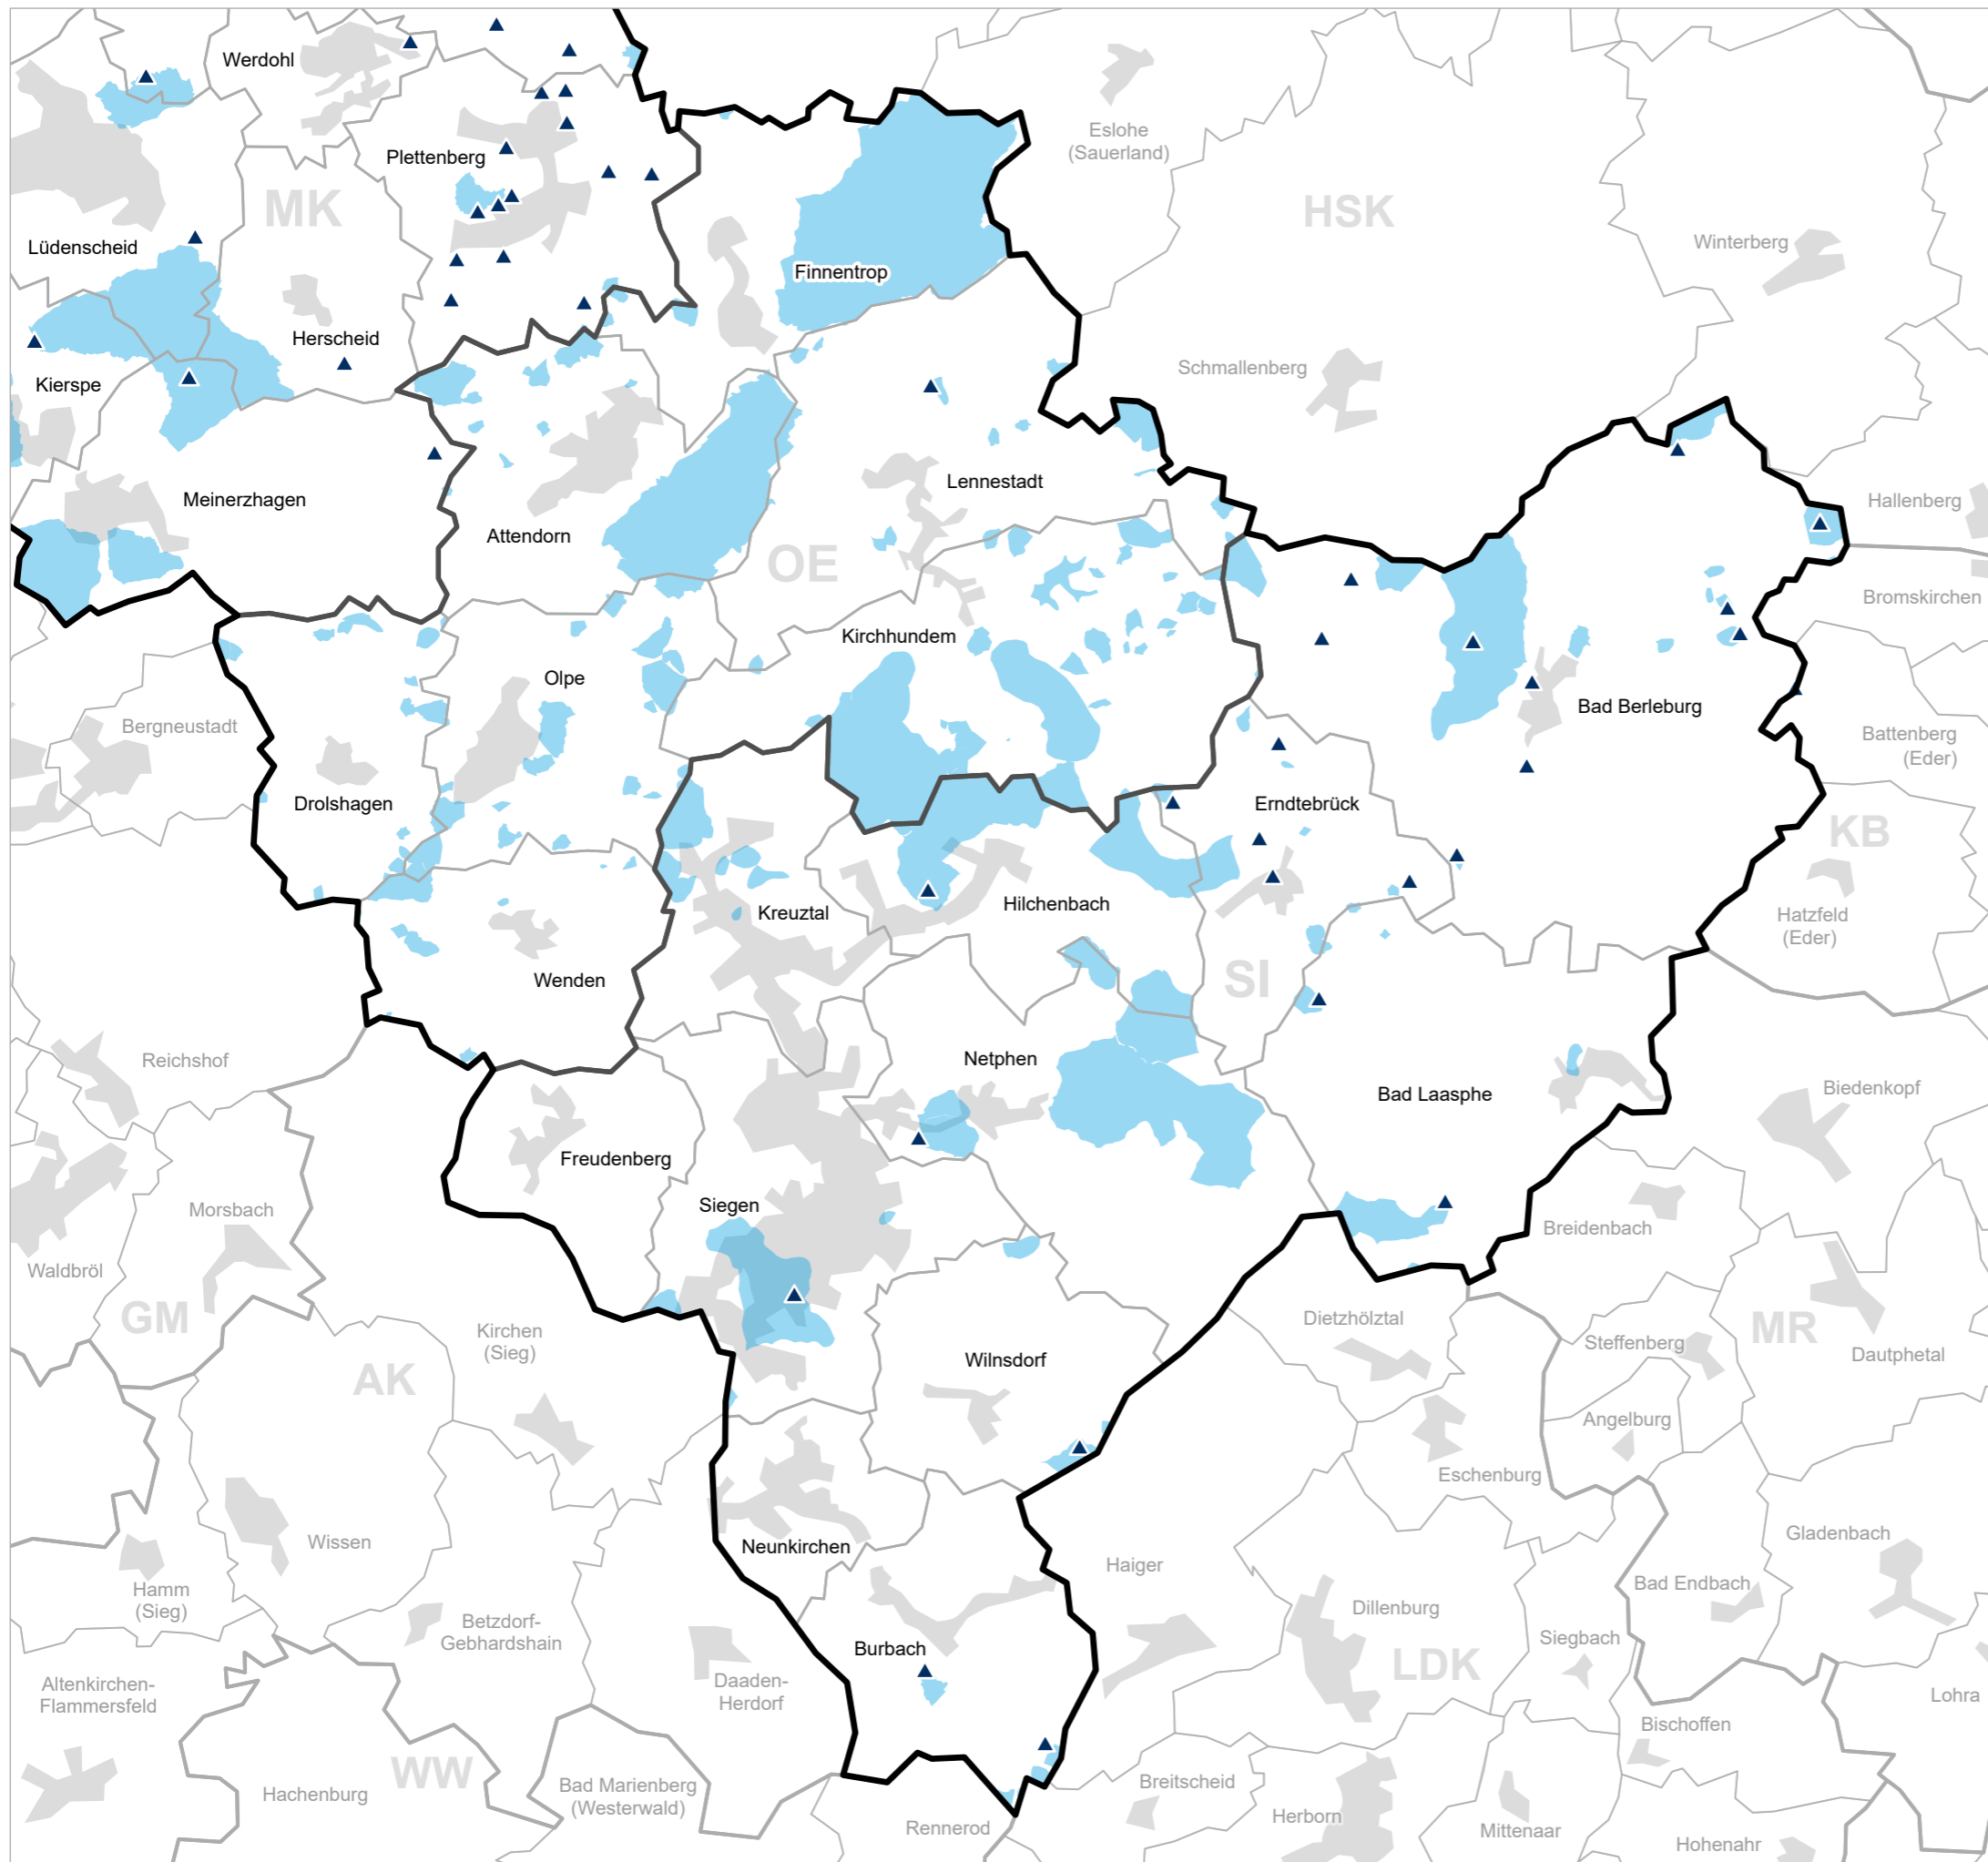 Werdohl
Eslohe
(Sauerland)
Plettenberg
MK
HSK
Lüdenscheid
Winterberg
Finnentrop
Herscheid
Schmallenberg
Kierspe
Lennestadt
Meinerzhagen
Hallenberg
Attendorn
OE
Bromskirchen
Kirchhundem
Olpe
Bad Berleburg
Bergneustadt
Battenberg
(Eder)
Drolshagen
Erndtebrück
KB
Kreuztal
Hilchenbach
Hatzfeld
(Eder)
Wenden
SI
Reichshof
Netphen
Bad Laasphe
Biedenkopf
Freudenberg
Siegen
Morsbach
Breidenbach
Waldbröl
GM
Kirchen
(Sieg)
Dietzhölztal
MR
Steffenberg
Wilnsdorf
Dautphetal
AK
Angelburg
Eschenburg
Wissen
Neunkirchen
Gladenbach
Haiger
Hamm
(Sieg)
Bad Endbach
Dillenburg
Betzdorf-
Gebhardshain
Siegbach
Burbach
LDK
Altenkirchen-
Flammersfeld
Daaden-
Herdorf
Lohra
Bischoffen
WW
Hachenburg
Bad Marienberg
(Westerwald)
Breitscheid
Rennerod
Herborn
Mittenaar
Hohenahr